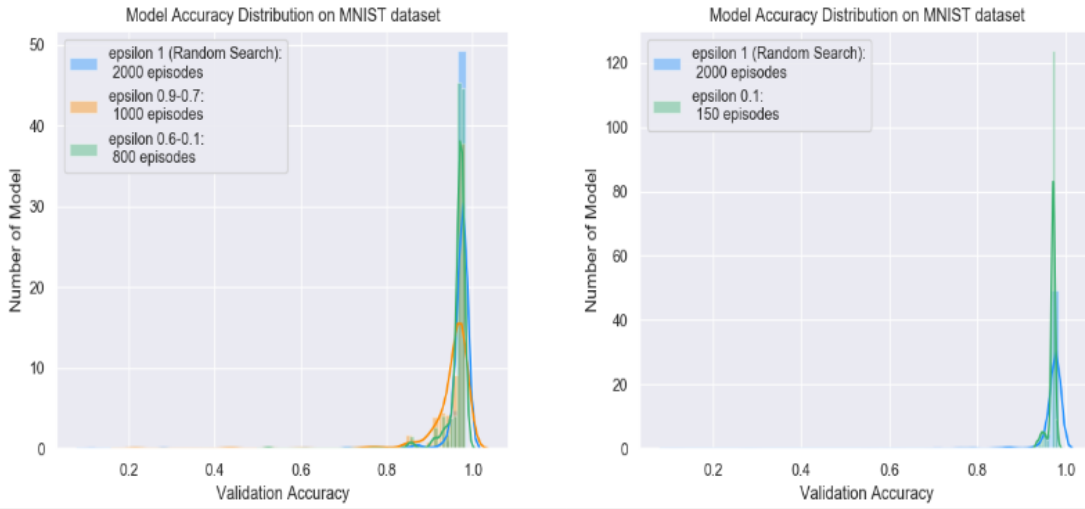 Model Accuracy Distribution on MNIST dataset
50
40
30
20
10
0
Number of Model
epsilon 1 (Random Search):
2000 episodes
epsilon 0.9-0.7:
1000 episodes
epsilon 0.6-0.1:
800 episodes
0.2 0.4 0.6 0.8 1.0
Validation Accuracy
Model Accuracy Distribution on MNIST dataset
120
100
80
60
40
20
0
Number of Model
epsilon 1 (Random Search):
2000 episodes
epsilon 0.1:
150 episodes
0.2 0.4 0.6 0.8 1.0
Validation Accuracy